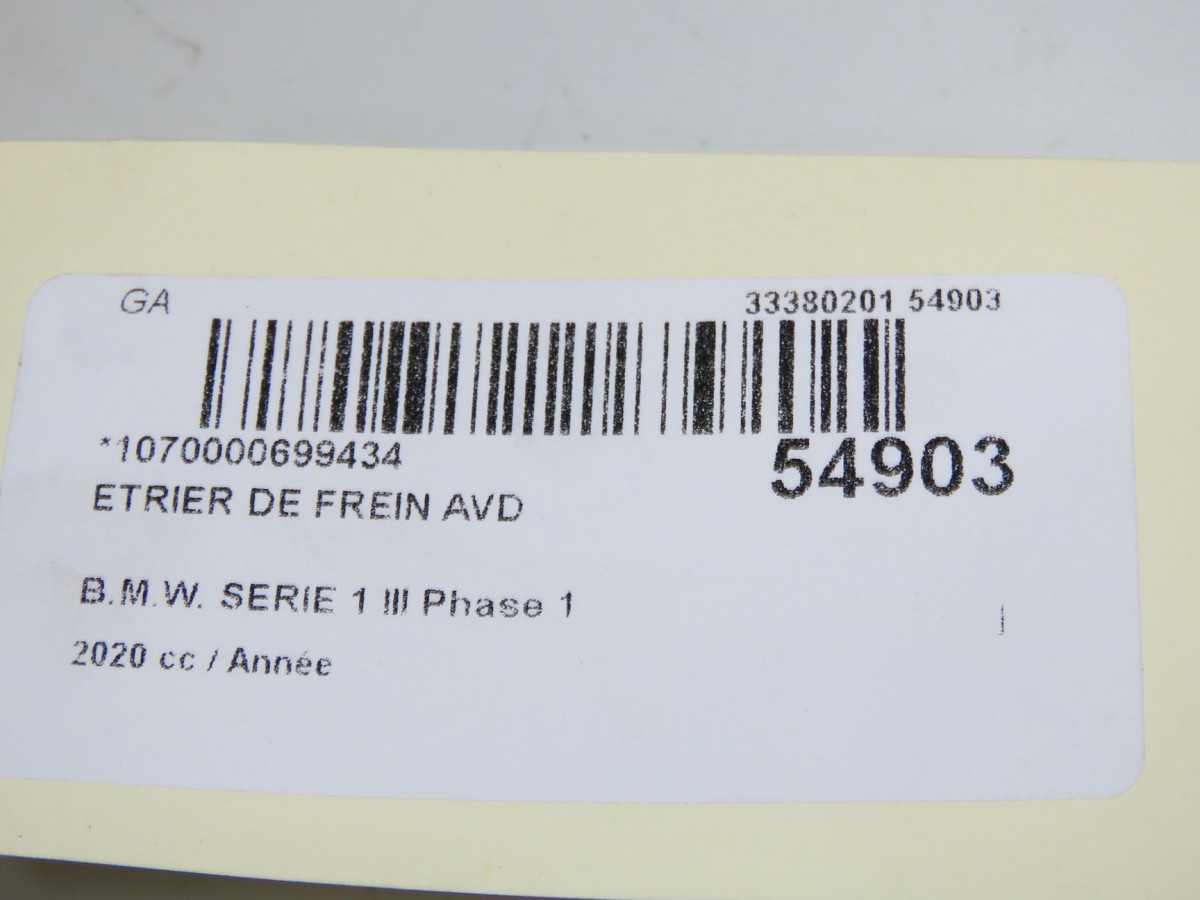 GA 33380201 54903
*1070000699434 54903
ETRIER DE FREIN AVD
B.M.W. SERIE 1 III Phase 1
2020 cc / Année